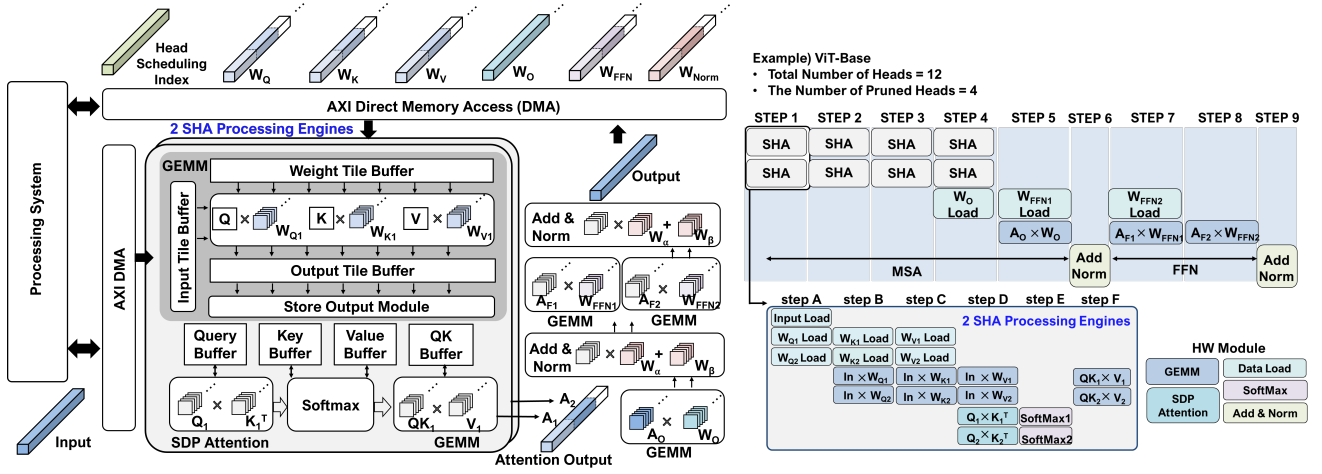 Head
Scheduling
Index
W_Q
W_K
W_V
W_O
W_FFN
W_Norm
AXI Direct Memory Access (DMA)
Processing System
AXI DMA
2 SHA Processing Engines
GEMM
Weight Tile Buffer
Input Tile Buffer
Q × W_Q1
K × W_K1
V × W_V1
Output Tile Buffer
Store Output Module
Query
Buffer
Key
Buffer
Value
Buffer
QK
Buffer
Q_1 × K_1^T
Softmax
QK_1 × V_1
SDP Attention
GEMM
Input
A_2
A_1
Attention Output
Output
Add &
Norm
× W_α + W_β
A_F1 × W_FFN1
GEMM
A_F2 × W_FFN2
GEMM
Add &
Norm
× W_α + W_β
A_O × W_O
GEMM
Example) ViT-Base
• Total Number of Heads = 12
• The Number of Pruned Heads = 4
STEP 1 STEP 2 STEP 3 STEP 4 STEP 5 STEP 6 STEP 7 STEP 8 STEP 9
SHA SHA SHA SHA
SHA SHA SHA SHA
W_O
Load
W_FFN1
Load
W_FFN2
Load
A_O × W_O
A_F1 × W_FFN1
A_F2 × W_FFN2
Add
Norm
Add
Norm
MSA
FFN
step A step B step C step D step E step F
2 SHA Processing Engines
Input Load
W_Q1 Load W_K1 Load W_V1 Load
W_Q2 Load W_K2 Load W_V2 Load
In × W_Q1 In × W_K1 In × W_V1 QK_1 × V_1
In × W_Q2 In × W_K2 In × W_V2 QK_2 × V_2
Q_1 × K_1^T SoftMax1
Q_2 × K_2^T SoftMax2
HW Module
GEMM
Data Load
SDP
Attention
SoftMax
Add & Norm